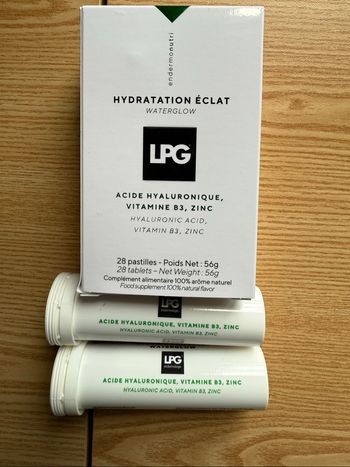 endermonutri
HYDRATATION ÉCLAT
WATERGLOW
LPG
ACIDE HYALURONIQUE,
VITAMINE B3, ZINC
HYALURONIC ACID,
VITAMIN B3, ZINC
28 pastilles - Poids Net : 56g
28 tablets - Net Weight : 56g
Complément alimentaire 100% arôme naturel
Food supplement 100% natural flavor
LPG
ACIDE HYALURONIQUE, VITAMINE B3, ZINC
HYALURONIC ACID, VITAMIN B3, ZINC
WATERGLOW
LPG
endermologie
ACIDE HYALURONIQUE, VITAMINE B3, ZINC
HYALURONIC ACID, VITAMIN B3, ZINC